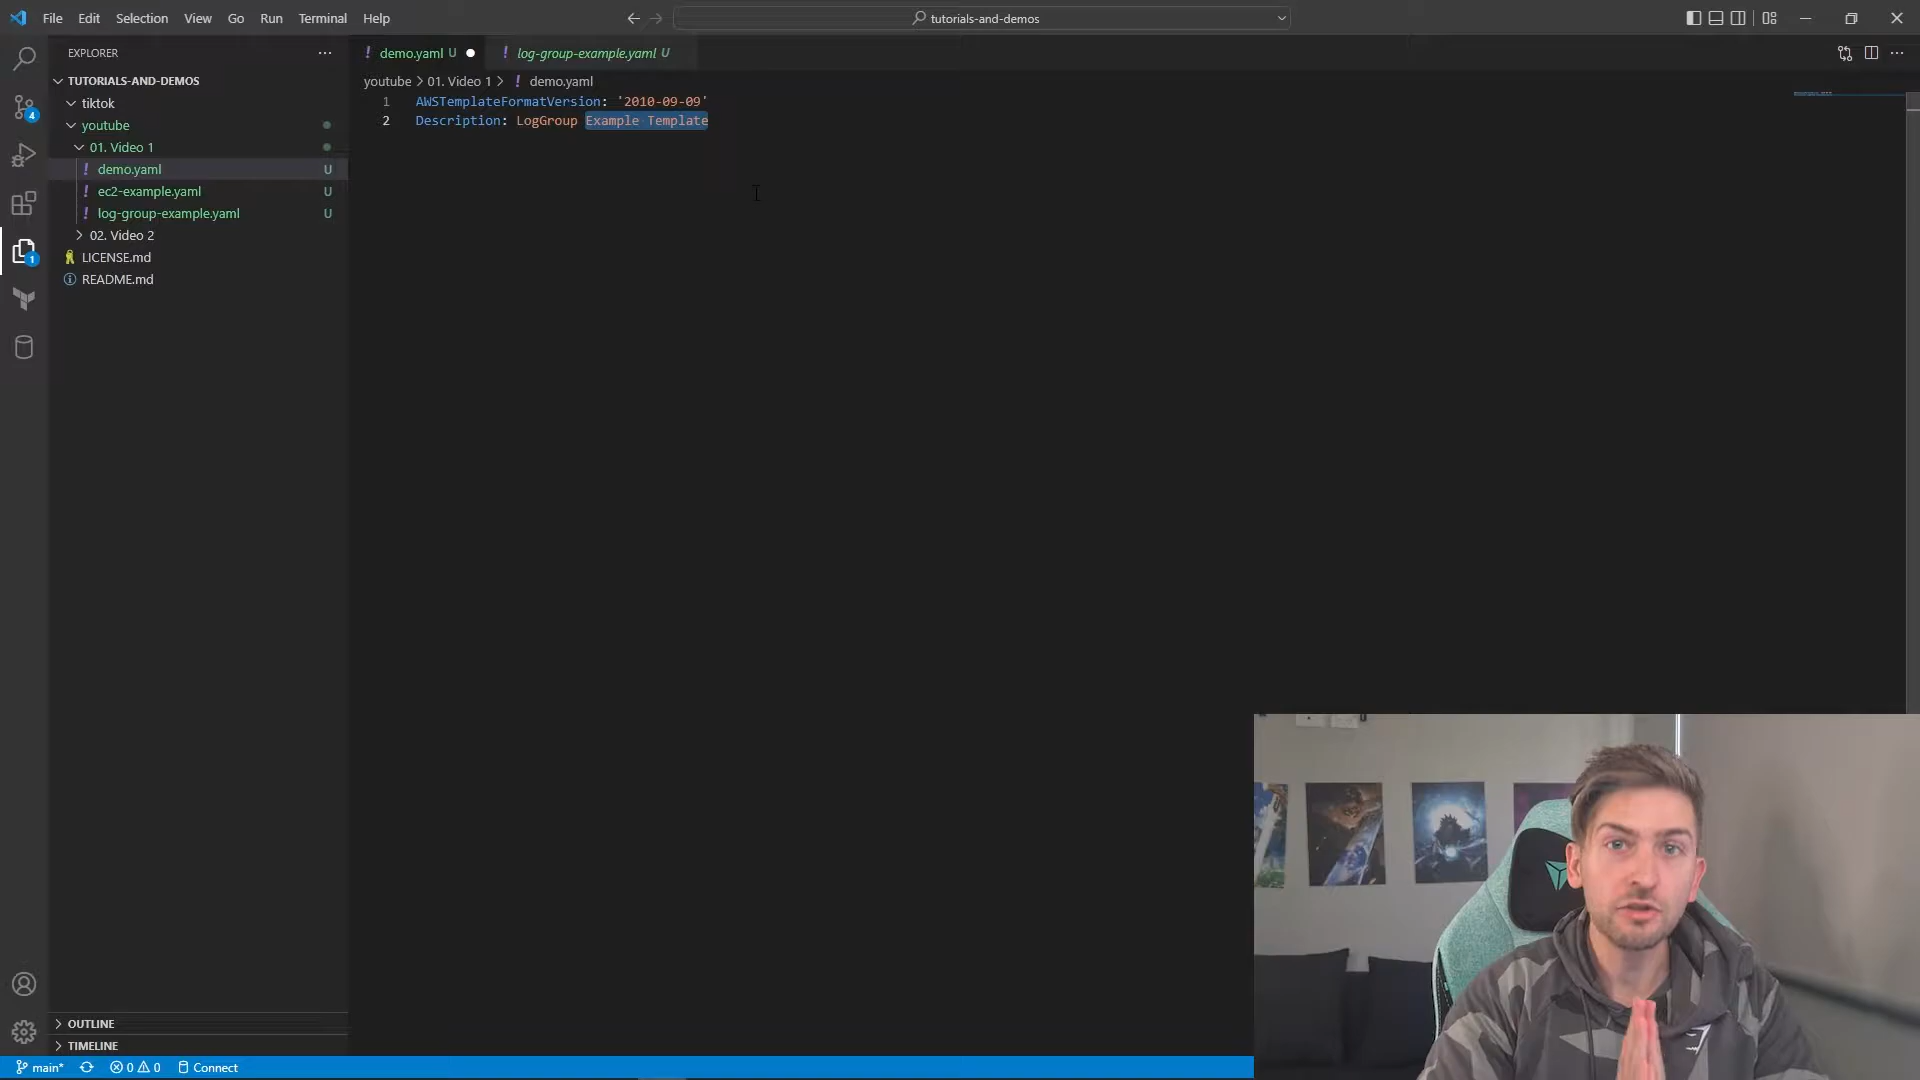 File Edit Selection View Go Run Terminal Help
tutorials-and-demos
EXPLORER
TUTORIALS-AND-DEMOS
tiktok
youtube
01. Video 1
demo.yaml U
ec2-example.yaml U
log-group-example.yaml U
02. Video 2
LICENSE.md
README.md
OUTLINE
TIMELINE
4
1
demo.yaml U
log-group-example.yaml U
youtube > 01. Video 1 > ! demo.yaml
1 AWSTemplateFormatVersion: '2010-09-09'
2 Description: LogGroup Example Template
main* 0 0 Connect